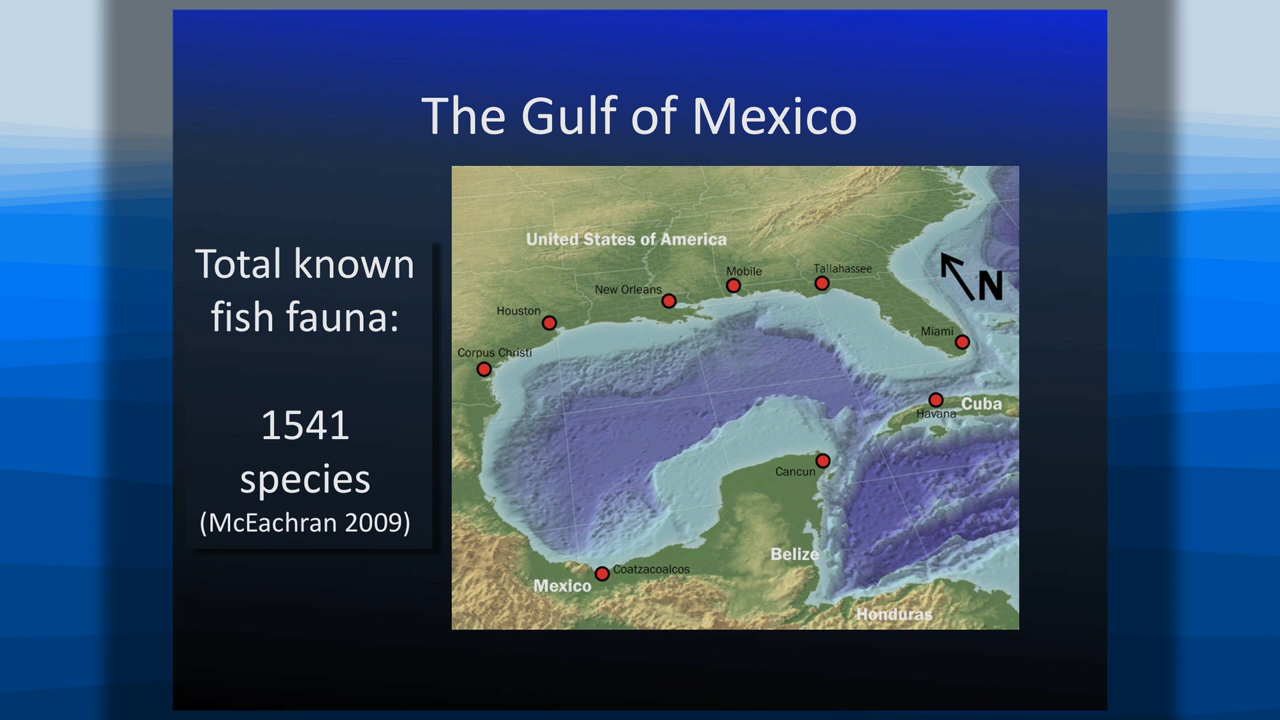 The Gulf of Mexico
Total known
fish fauna:
1541
species
(McEachran 2009)
United States of America
Mobile
Tallahassee
New Orleans
Houston
N
Miami
Corpus Christi
Cuba
Havana
Cancun
Belize
Coatzacoalcos
Mexico
Honduras